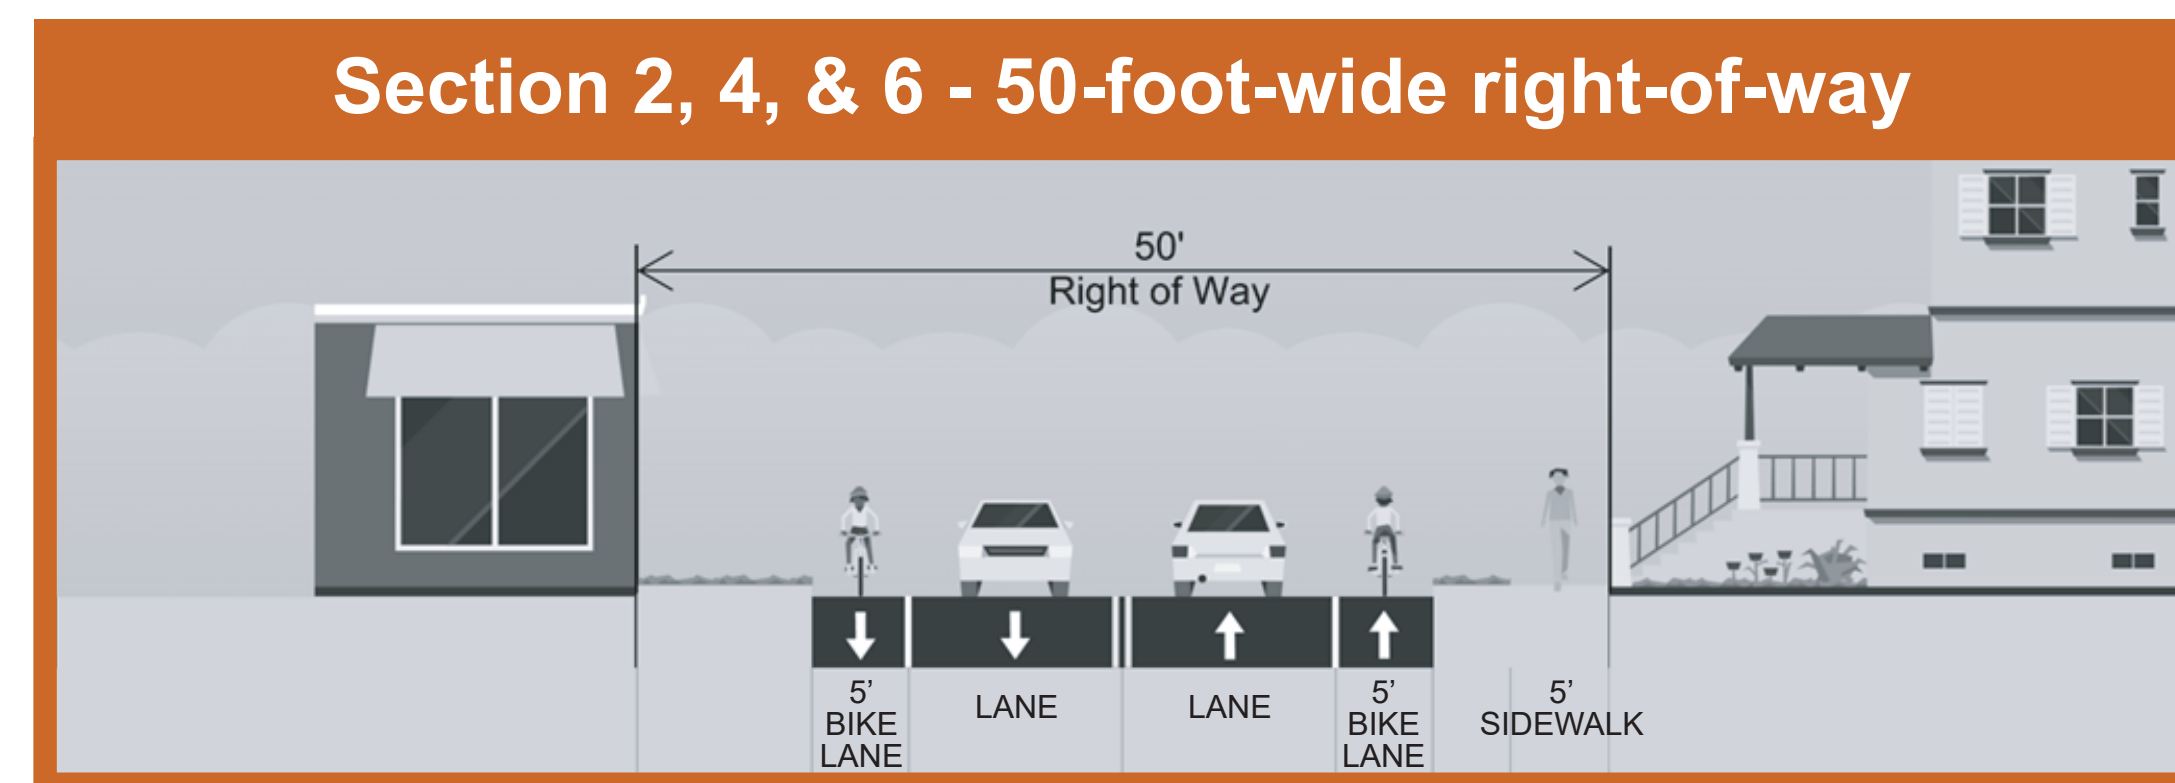 Section 2, 4, & 6 - 50-foot-wide right-of-way
50'
Right of Way
5’
BIKE
LANE
LANE
LANE
5’
BIKE
LANE
5’
SIDEWALK